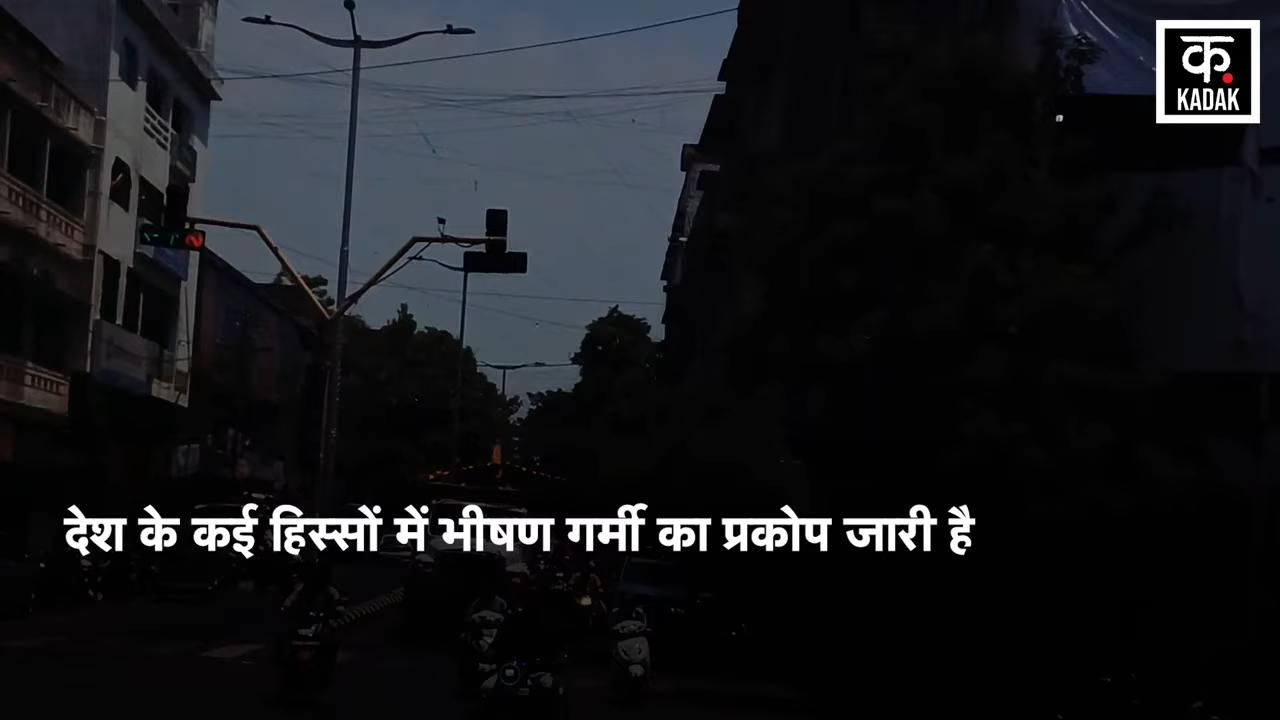 क.
KADAK
देश के कई हिस्सों में भीषण गर्मी का प्रकोप जारी है